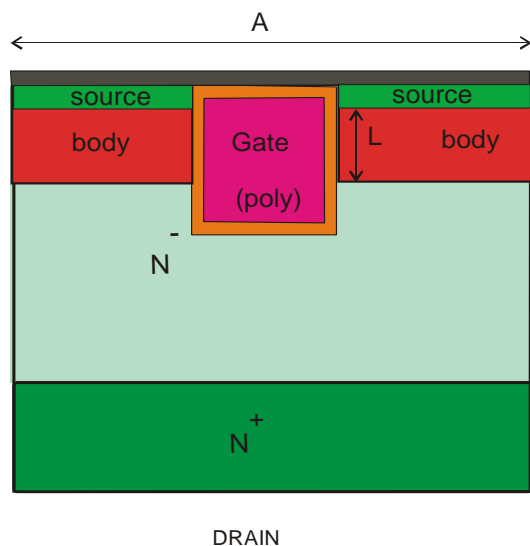 A
source
source
body
Gate
L
body
(poly)
N-
N+
DRAIN